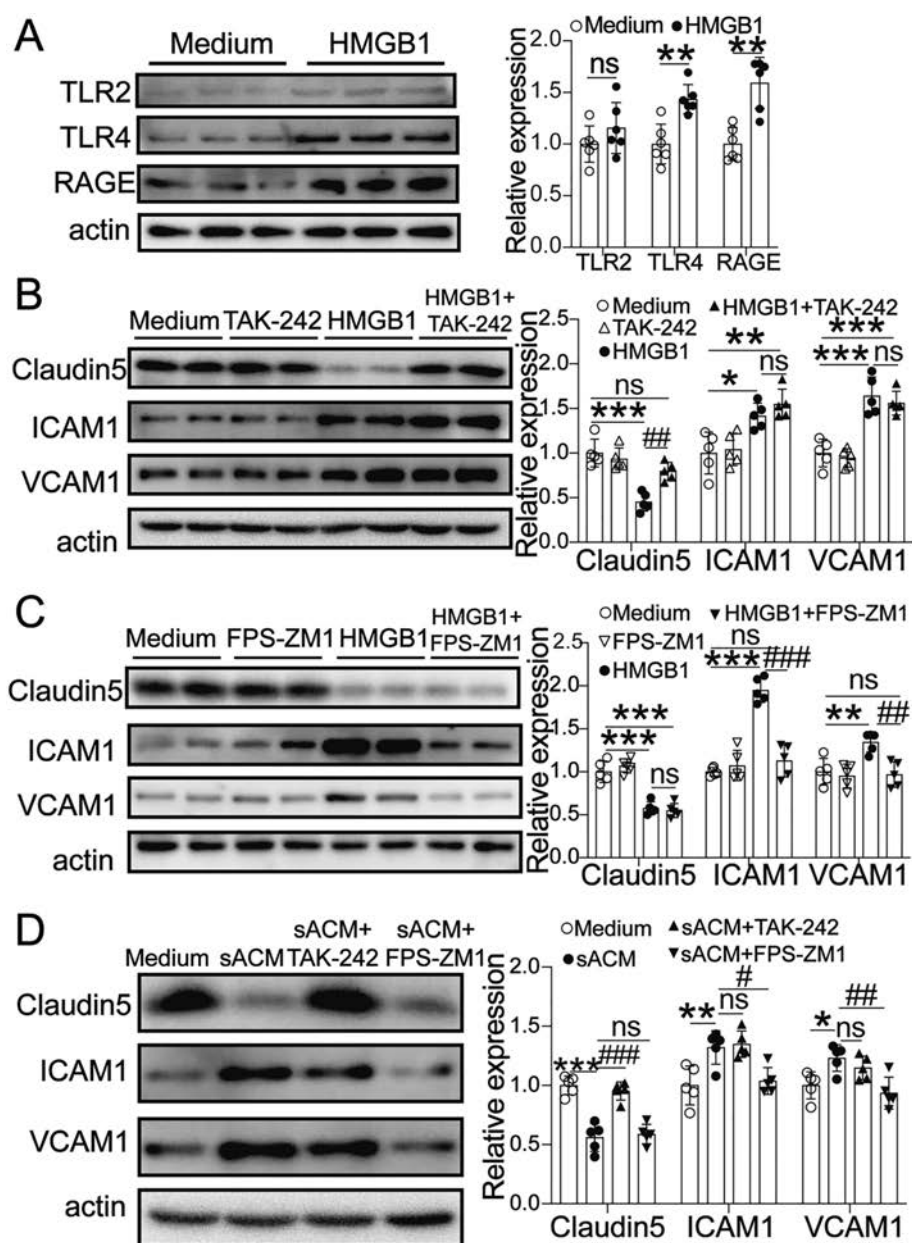 A
Medium HMGB1
TLR2
TLR4
RAGE
actin
Medium HMGB1
Relative expression
2.0
1.5
1.0
0.5
0.0
ns
**
**
TLR2 TLR4 RAGE
B
HMGB1+
Medium TAK-242 HMGB1 TAK-242
Claudin5
ICAM1
VCAM1
actin
Medium HMGB1+TAK-242
TAK-242
HMGB1
Relative expression
2.0
1.5
1.0
0.5
0.0
ns
***
##
**
*
ns
***
*** ns
Claudin5 ICAM1 VCAM1
C
HMGB1+
Medium FPS-ZM1 HMGB1 FPS-ZM1
Claudin5
ICAM1
VCAM1
actin
Medium HMGB1+FPS-ZM1
FPS-ZM1
HMGB1
Relative expression
2.5
2.0
1.5
1.0
0.5
0.0
***
***
ns
ns
*** ###
ns
**
##
Claudin5 ICAM1 VCAM1
D
sACM+ sACM+
Medium sACM TAK-242 FPS-ZM1
Claudin5
ICAM1
VCAM1
actin
Medium sACM+TAK-242
sACM sACM+FPS-ZM1
Relative expression
2.0
1.5
1.0
0.5
0.0
ns
###
***
#
** ns
##
* ns
Claudin5 ICAM1 VCAM1